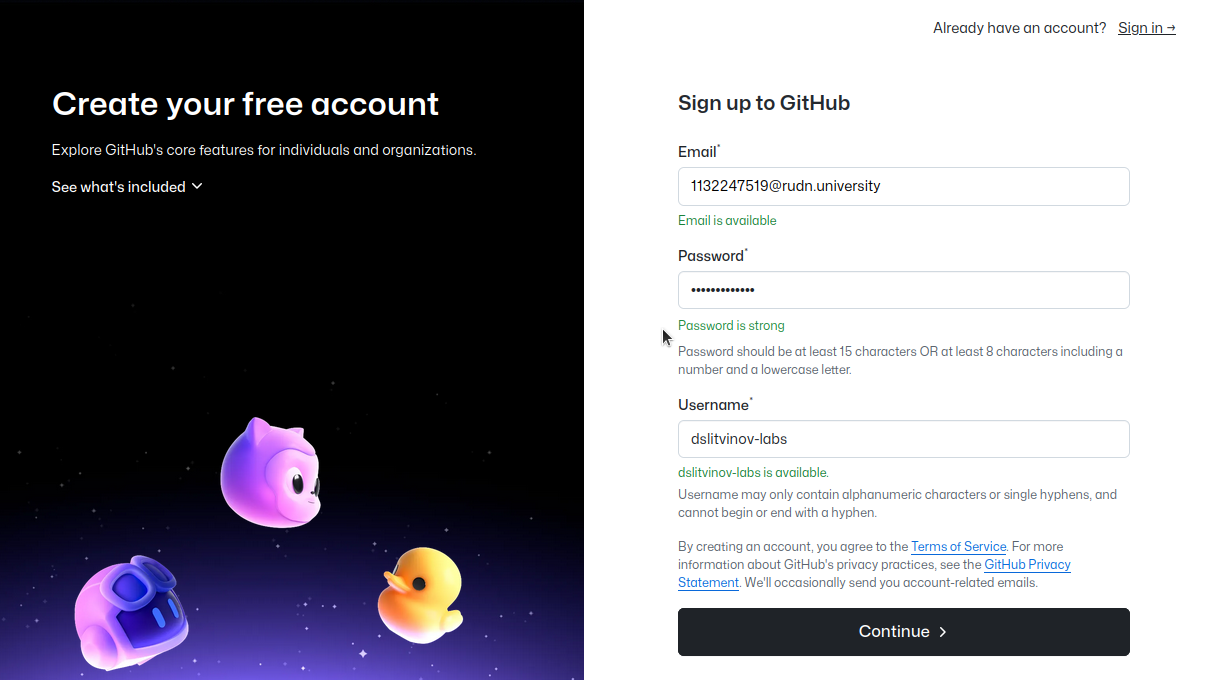 Already have an account? Sign in →
Create your free account
Explore GitHub's core features for individuals and organizations.
See what's included
Sign up to GitHub
Email*
1132247519@rudn.university
Email is available
Password*
•••••••••••••
Password is strong
Password should be at least 15 characters OR at least 8 characters including a
number and a lowercase letter.
Username*
dslitvinov-labs
dslitvinov-labs is available.
Username may only contain alphanumeric characters or single hyphens, and
cannot begin or end with a hyphen.
By creating an account, you agree to the Terms of Service. For more
information about GitHub's privacy practices, see the GitHub Privacy
Statement. We'll occasionally send you account-related emails.
Continue